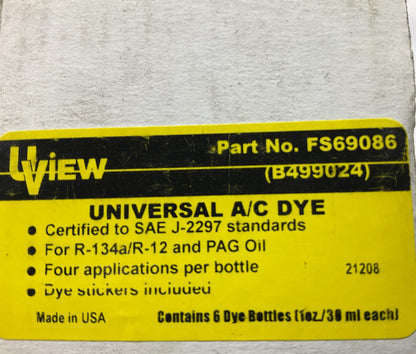 UVIEW
Part No. FS69086
(B499024)
UNIVERSAL A/C DYE
• Certified to SAE J-2297 standards
• For R-134a/R-12 and PAG Oil
• Four applications per bottle
21208
• Dye stickers included
Made in USA
Contains 6 Dye Bottles (1oz./30 ml each)